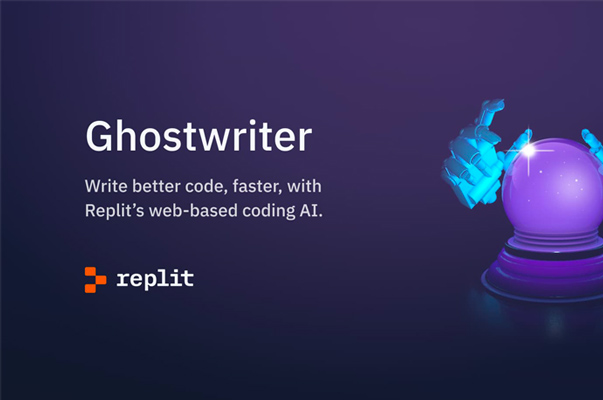 Ghostwriter
Write better code, faster, with
Replit’s web-based coding AI.
replit